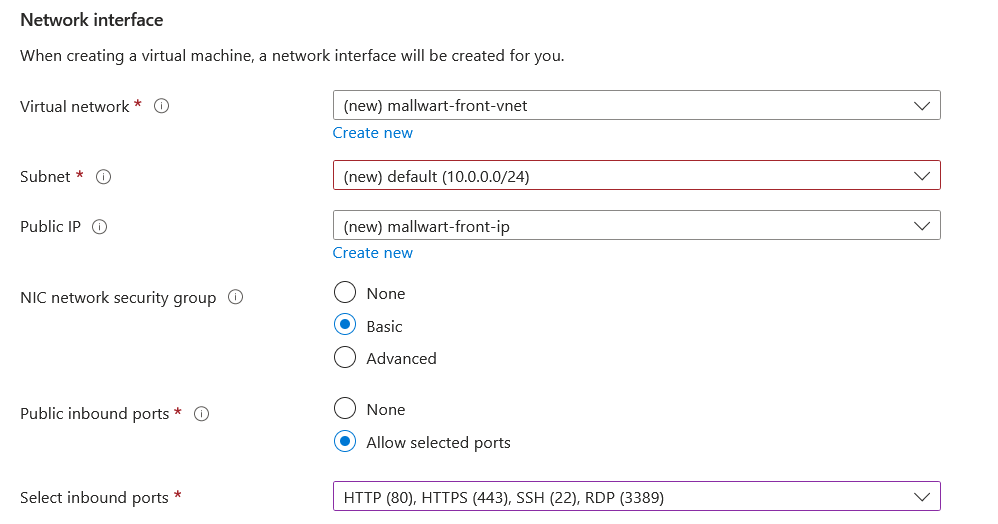 Network interface
When creating a virtual machine, a network interface will be created for you.
Virtual network * (new) mallwart-front-vnet
Create new
Subnet * (new) default (10.0.0.0/24)
Public IP (new) mallwart-front-ip
Create new
NIC network security group None
Basic
Advanced
Public inbound ports * None
Allow selected ports
Select inbound ports * HTTP (80), HTTPS (443), SSH (22), RDP (3389)